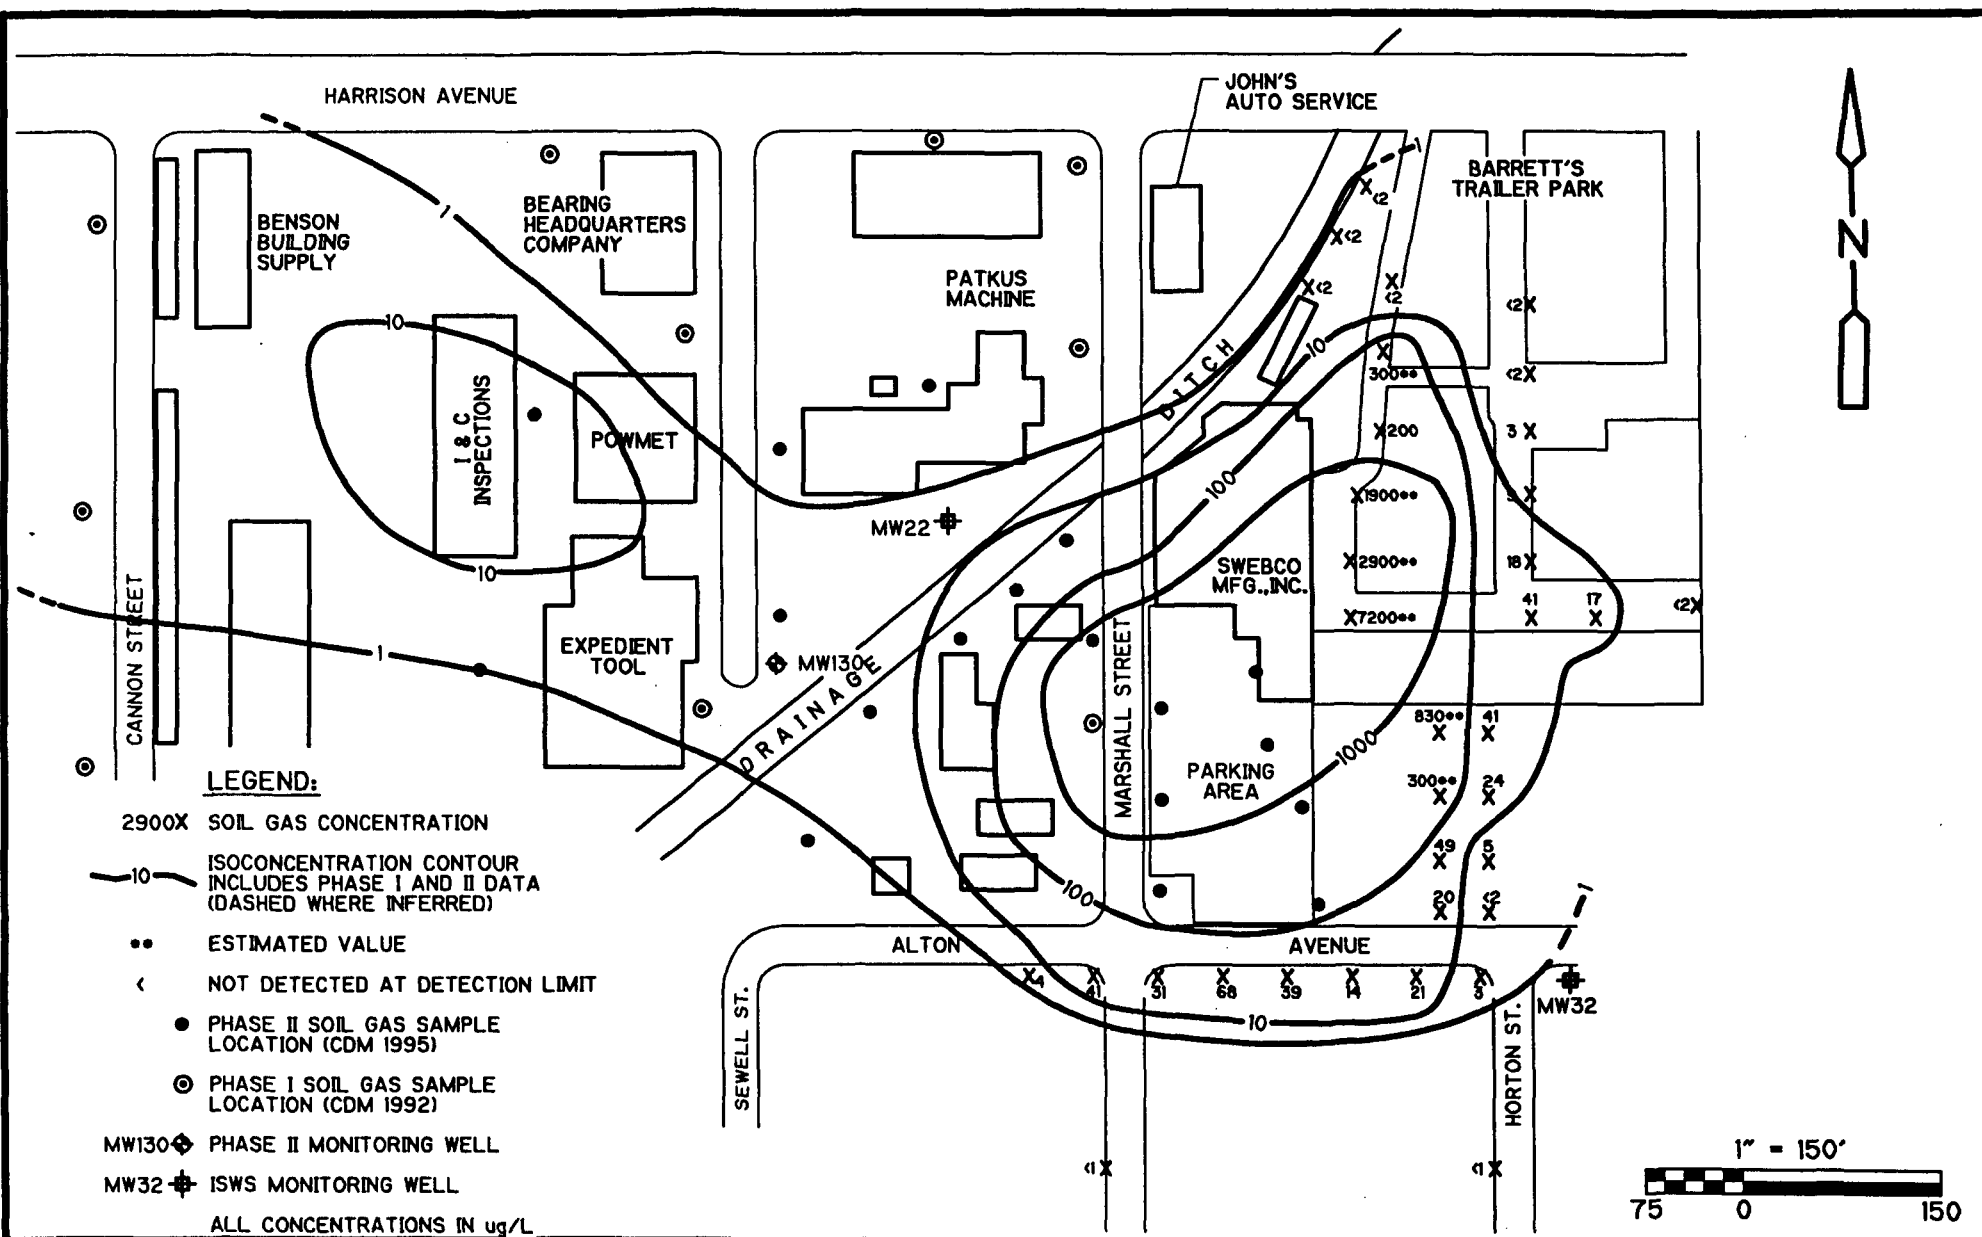 HARRISON AVENUE
JOHN'S
AUTO SERVICE
BARRETT'S
TRAILER PARK
1
<2
<2
<2
<2
<2
<2
N
BENSON
BUILDING
SUPPLY
1
BEARING
HEADQUARTERS
COMPANY
PATKUS
MACHINE
10
I & C
INSPECTIONS
POWMET
10
DRAINAGE DITCH
10
300••
200
3
100
1900••
MW22
2900••
18
SWEBCO
MFG., INC.
7200••
41
17
<2
CANNON STREET
1
EXPEDIENT
TOOL
MW130
MARSHALL STREET
830••
41
1000
PARKING
AREA
300••
24
49
5
100
20
<2
1
ALTON AVENUE
4
41
31
68
39
14
21
3
10
MW32
SEWELL ST.
HORTON ST.
<1
<1
LEGEND:
2900X SOIL GAS CONCENTRATION
10 ISOCONCENTRATION CONTOUR
INCLUDES PHASE I AND II DATA
(DASHED WHERE INFERRED)
•• ESTIMATED VALUE
< NOT DETECTED AT DETECTION LIMIT
PHASE II SOIL GAS SAMPLE
LOCATION (CDM 1995)
PHASE I SOIL GAS SAMPLE
LOCATION (CDM 1992)
MW130 PHASE II MONITORING WELL
MW32 ISWS MONITORING WELL
ALL CONCENTRATIONS IN ug/L
1" = 150'
75 0 150